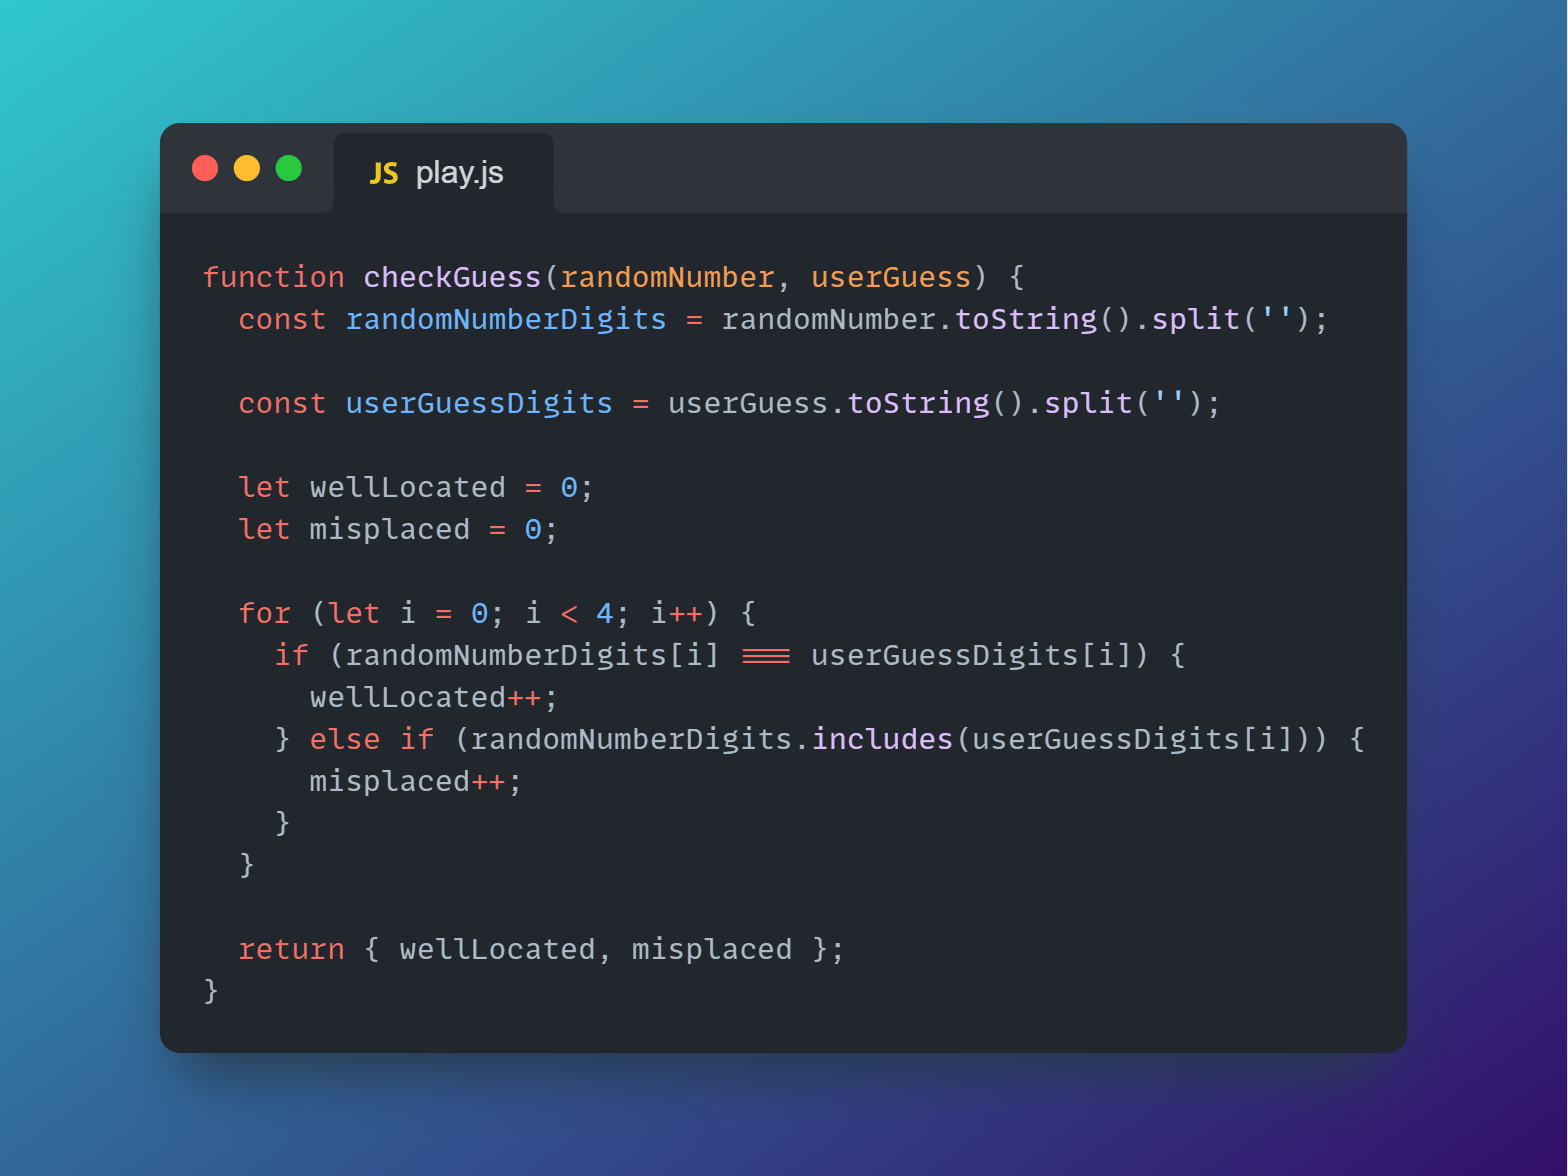 JS play.js
function checkGuess(randomNumber, userGuess) {
  const randomNumberDigits = randomNumber.toString().split('');

  const userGuessDigits = userGuess.toString().split('');

  let wellLocated = 0;
  let misplaced = 0;

  for (let i = 0; i < 4; i++) {
    if (randomNumberDigits[i] === userGuessDigits[i]) {
      wellLocated++;
    } else if (randomNumberDigits.includes(userGuessDigits[i])) {
      misplaced++;
    }
  }

  return { wellLocated, misplaced };
}